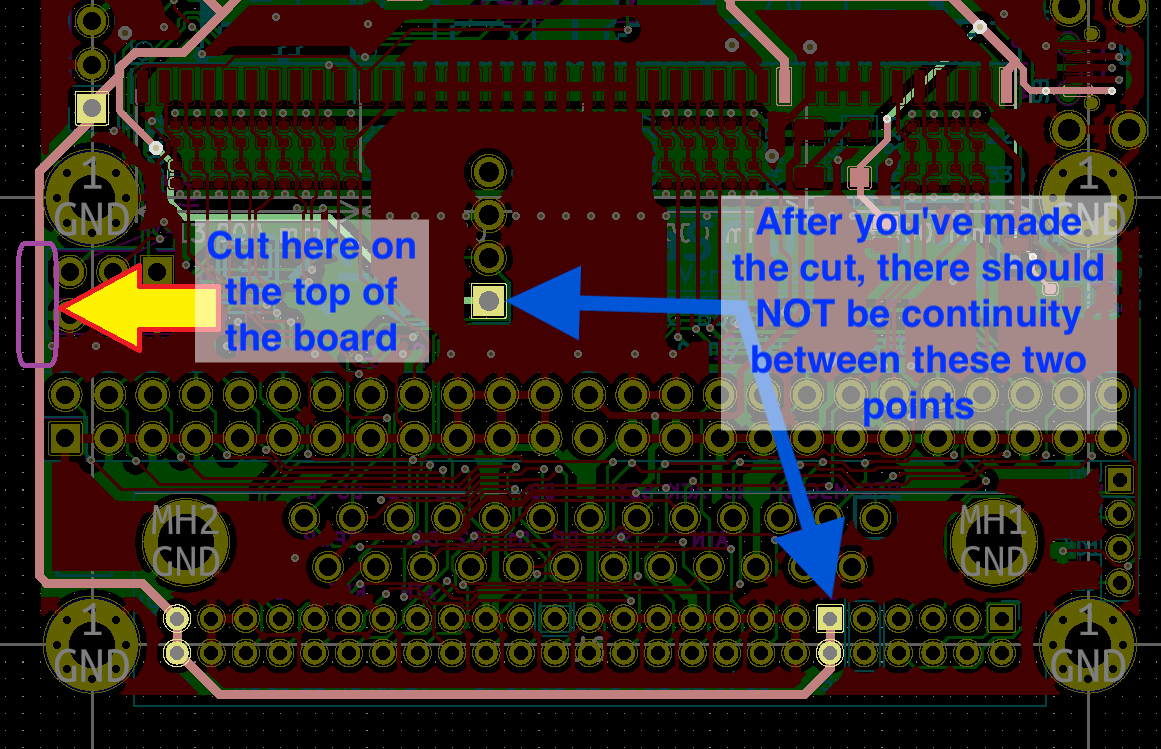 1
GND
1
GND
Cut here on
the top of
the board
After you've made
the cut, there should
NOT be continuity
between these two
points
MH2
GND
MH1
GND
1
GND
1
GND